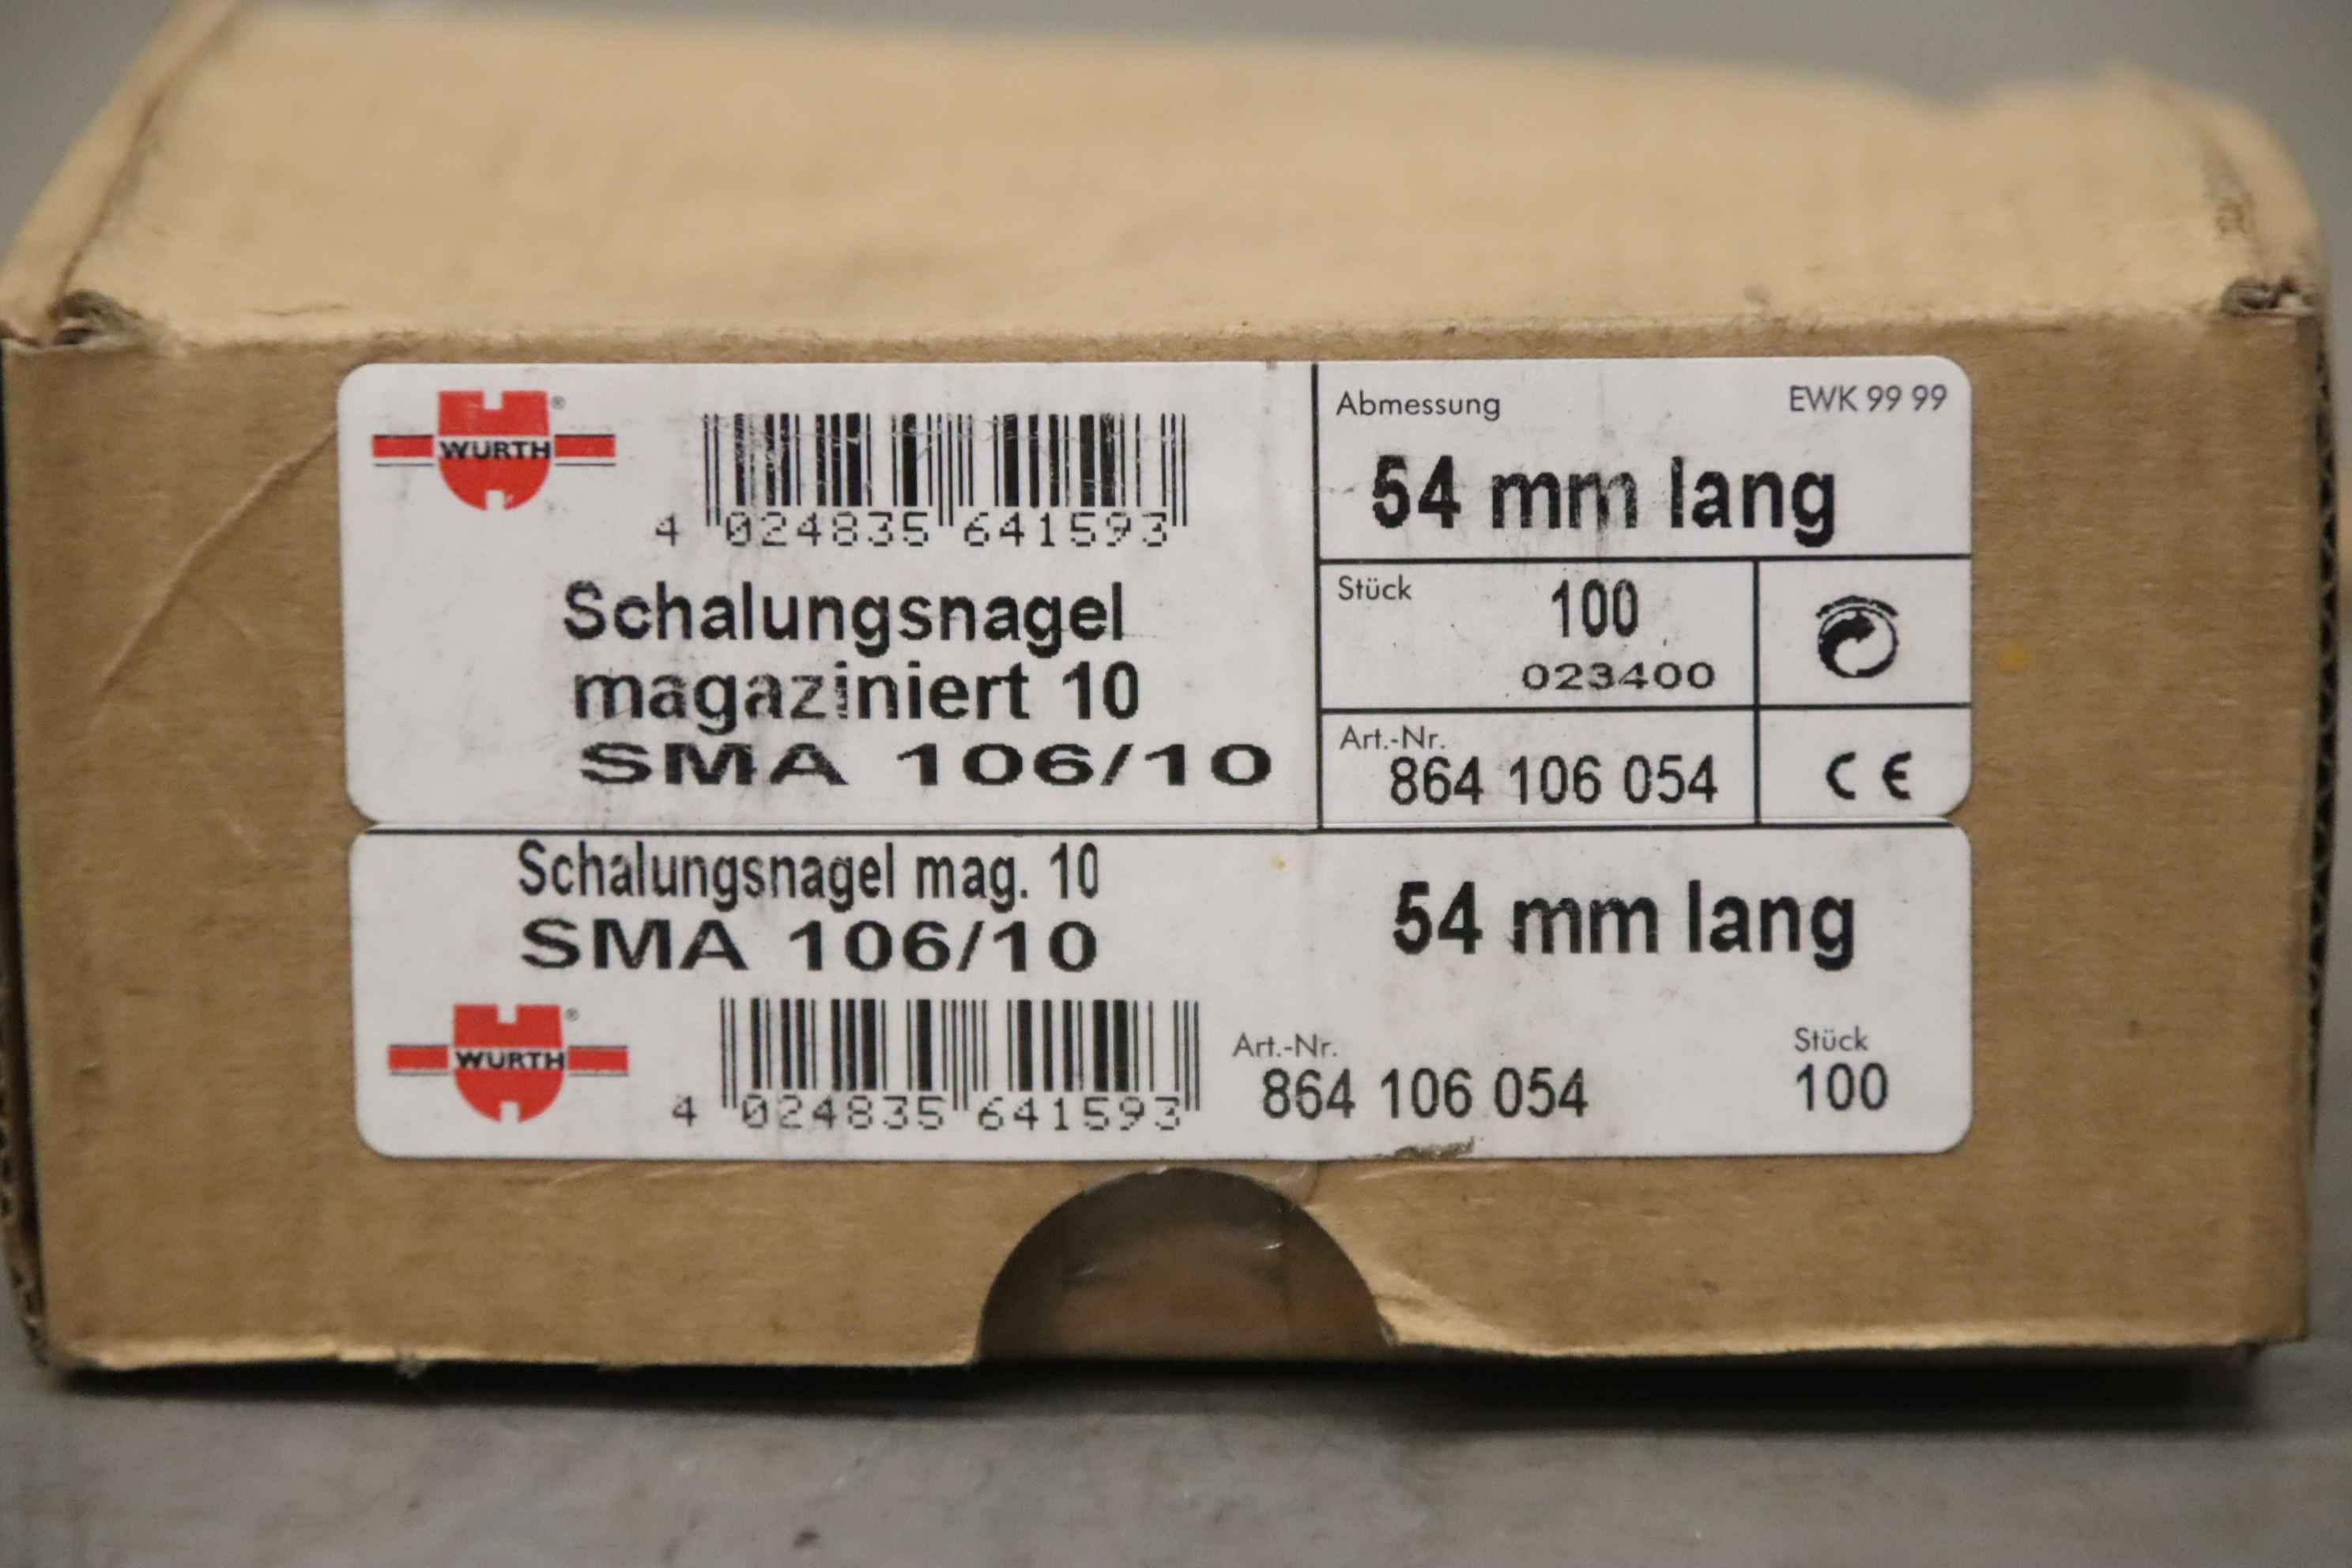 WURTH ®
4 024835 641593
Schalungsnagel
magaziniert 10
SMA 106/10
Abmessung EWK 99 99
54 mm lang
Stück 100
023400
Art.-Nr.
864 106 054
CE
Schalungsnagel mag. 10
SMA 106/10
54 mm lang
WURTH ®
4 024835 641593
Art.-Nr.
864 106 054
Stück
100